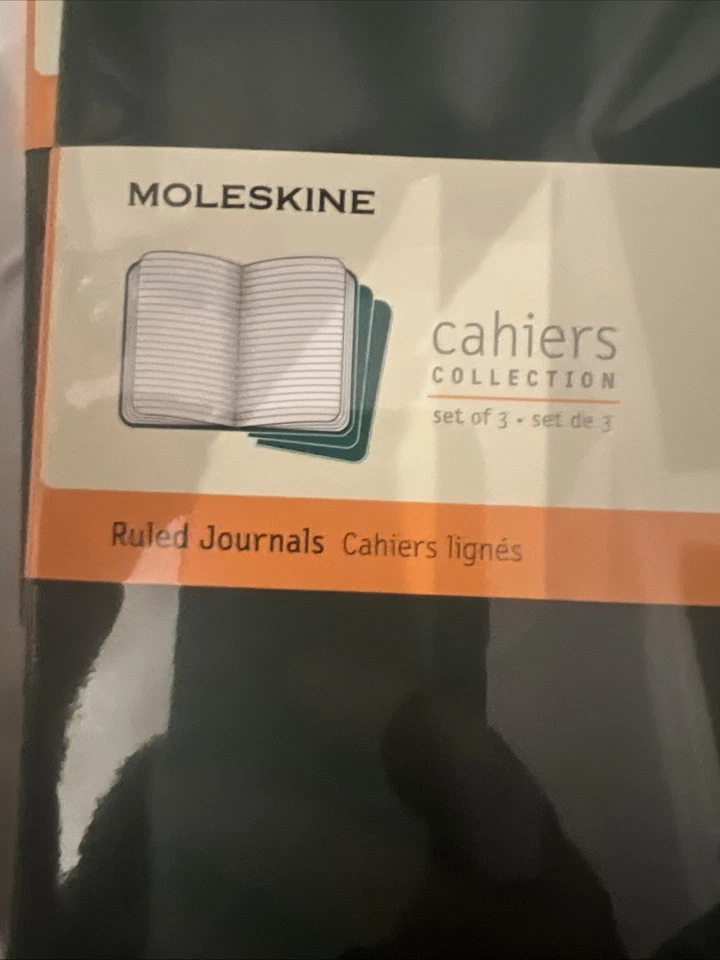 MOLESKINE
cahiers
COLLECTION
set of 3 • set de 3
Ruled Journals Cahiers lignés